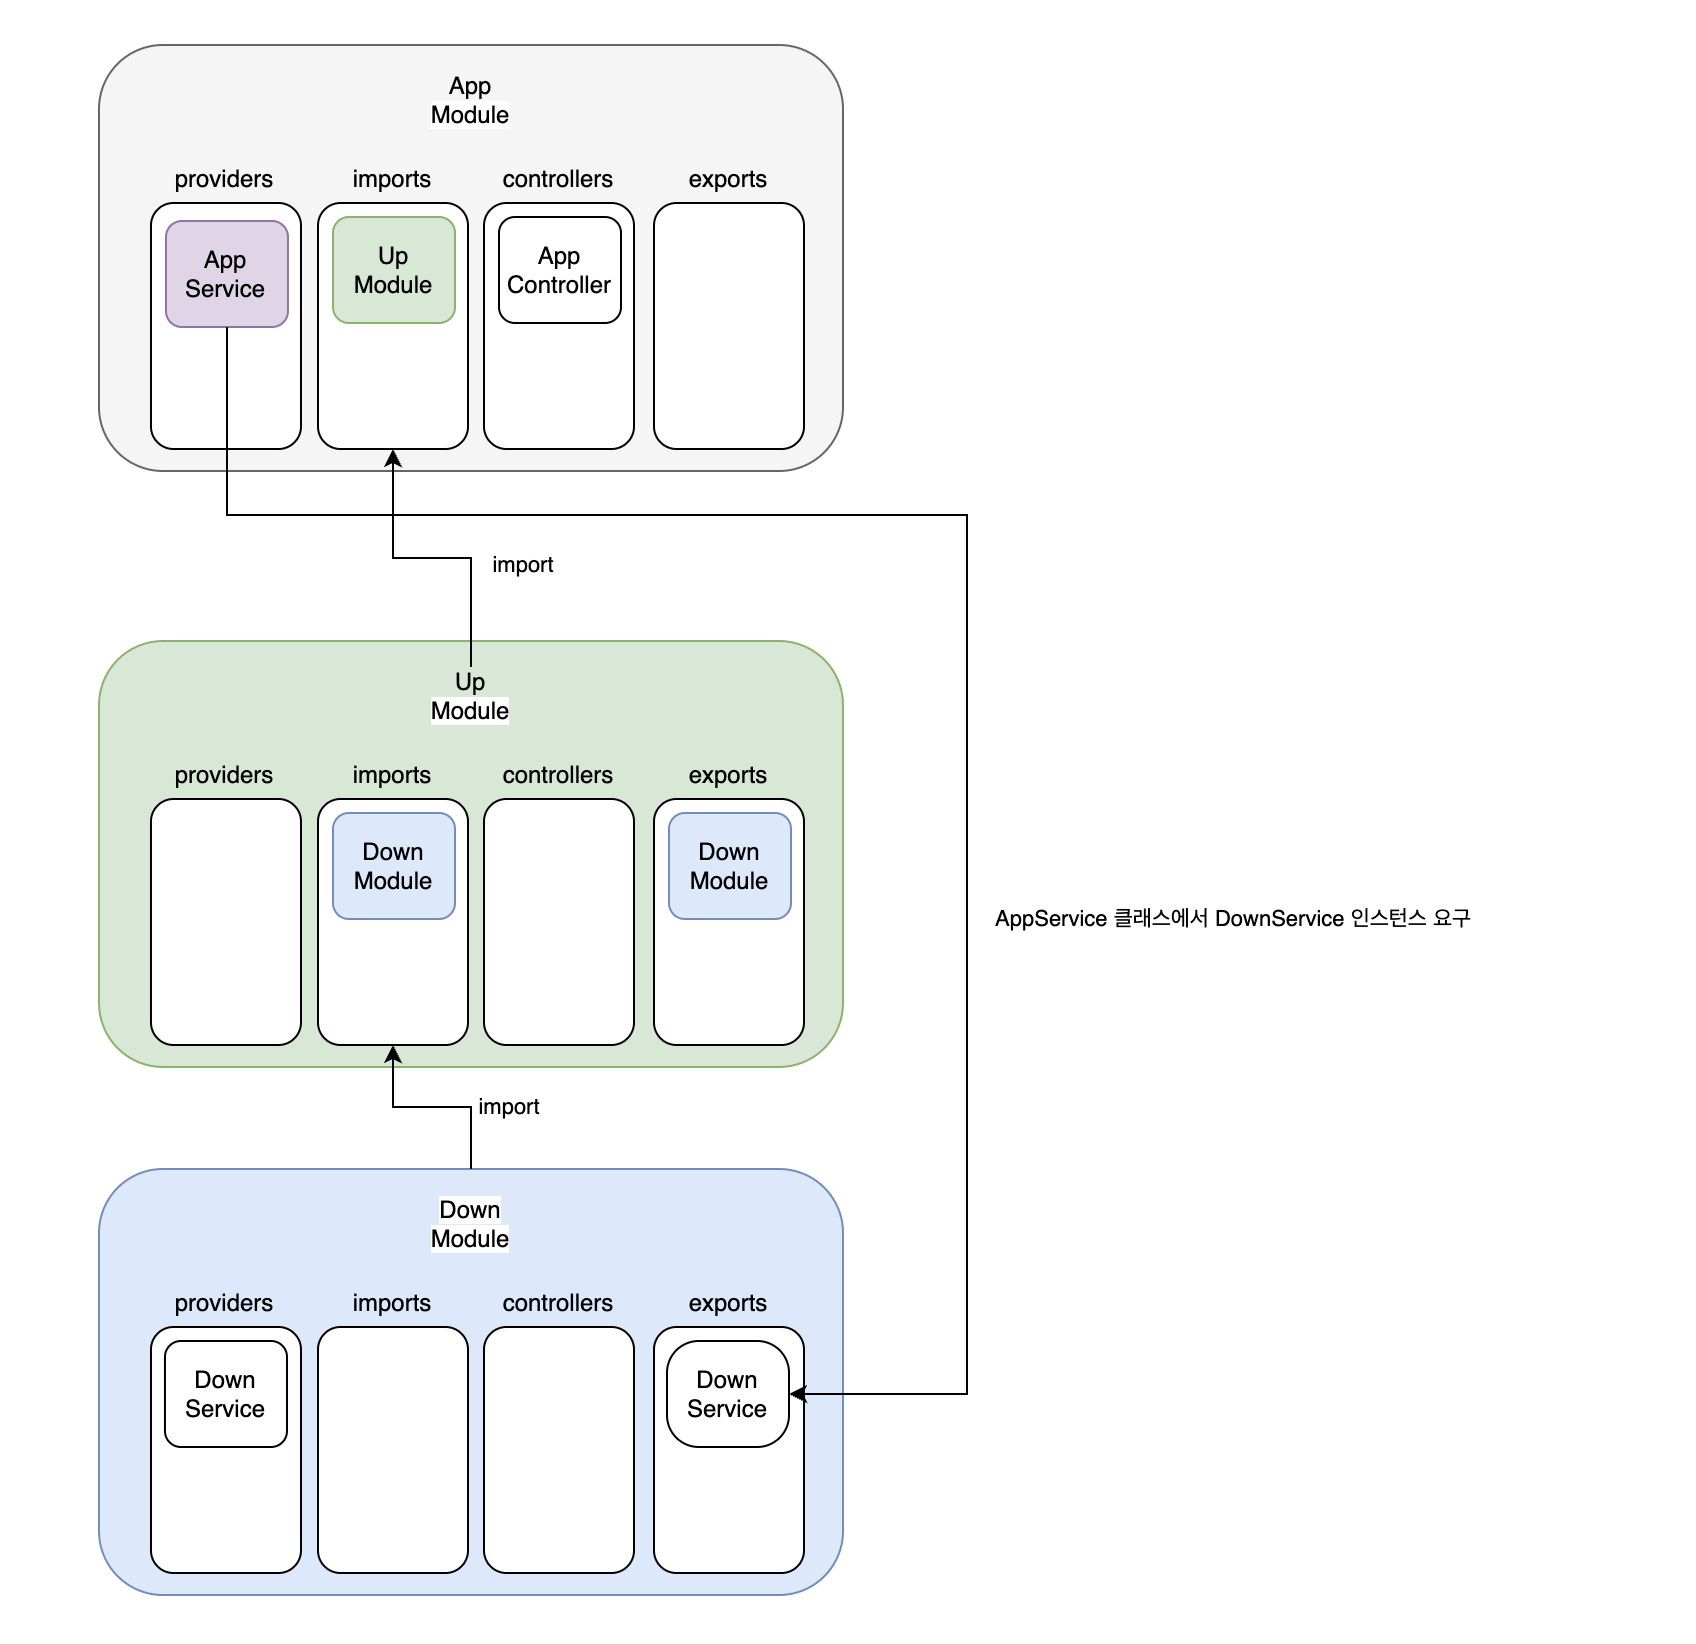 App
Module
providers
imports
controllers
exports
App
Service
Up
Module
App
Controller
import
Up
Module
providers
imports
controllers
exports
Down
Module
Down
Module
AppService 클래스에서 DownService 인스턴스 요구
import
Down
Module
providers
imports
controllers
exports
Down
Service
Down
Service